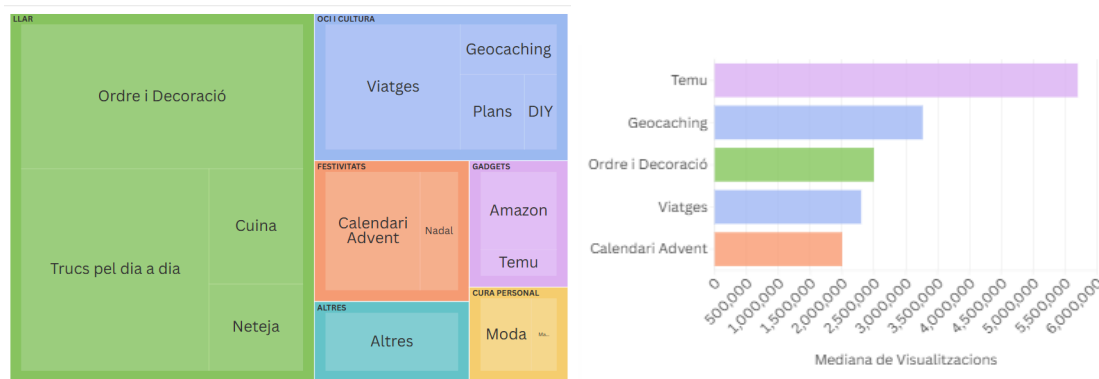 LLAR
Ordre i Decoració
Trucs pel dia a dia
Cuina
Neteja
OCI I CULTURA
Viatges
Geocaching
Plans
DIY
FESTIVITATS
Calendari
Advent
Nadal
GADGETS
Amazon
Temu
ALTRES
Altres
CURA PERSONAL
Moda
Ma...
Temu
Geocaching
Ordre i Decoració
Viatges
Calendari Advent
0
500,000
1,000,000
1,500,000
2,000,000
2,500,000
3,000,000
3,500,000
4,000,000
4,500,000
5,000,000
5,500,000
6,000,000
Mediana de Visualitzacions